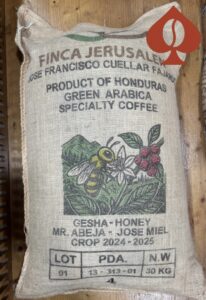 FINCA JERUSALEM
JOSE FRANCISCO CUELLAR
PRODUCT OF HONDURAS
GREEN ARABICA
SPECIALTY COFFEE
GESHA - HONEY
MR. ABEJA - JOSE MIEL
CROP 2024 - 2025
LOT PDA. N.W
01 13 - 313 - 01 30 KG
4